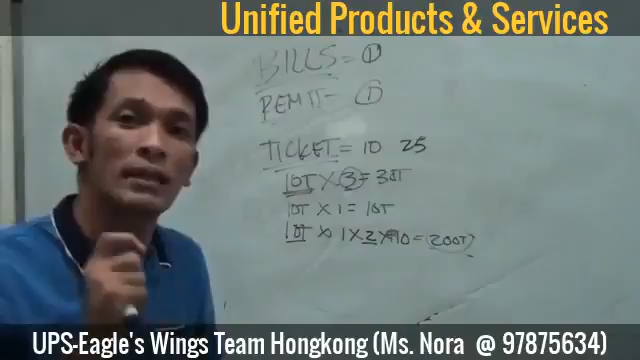 Unified Products & Services
BILLS = ①
REMIT = ①
TICKET = 10 25
10T X 3 = 30T
10T X 1 = 10T
10T X 1 X 2 X 10 = 200T
UPS-Eagle's Wings Team Hongkong (Ms. Nora @ 97875634)